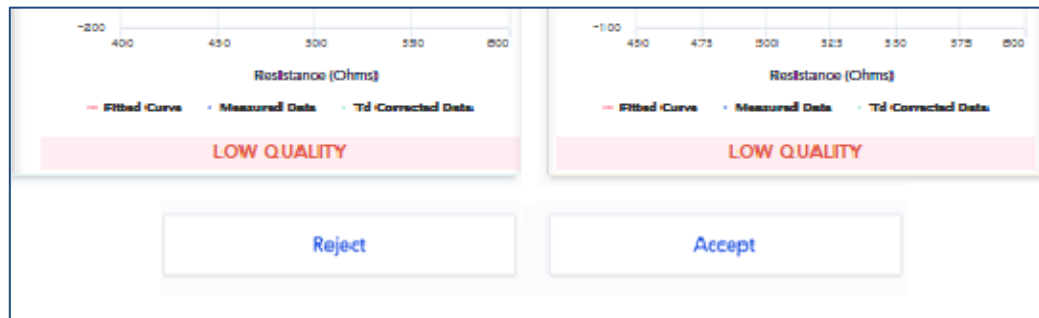 -200 -100
400 450 500 550 600 450 475 500 525 550 575 600
Resistance (Ohms) Resistance (Ohms)
Fitted Curve Measured Data Td Corrected Data Fitted Curve Measured Data Td Corrected Data
LOW QUALITY LOW QUALITY
Reject Accept